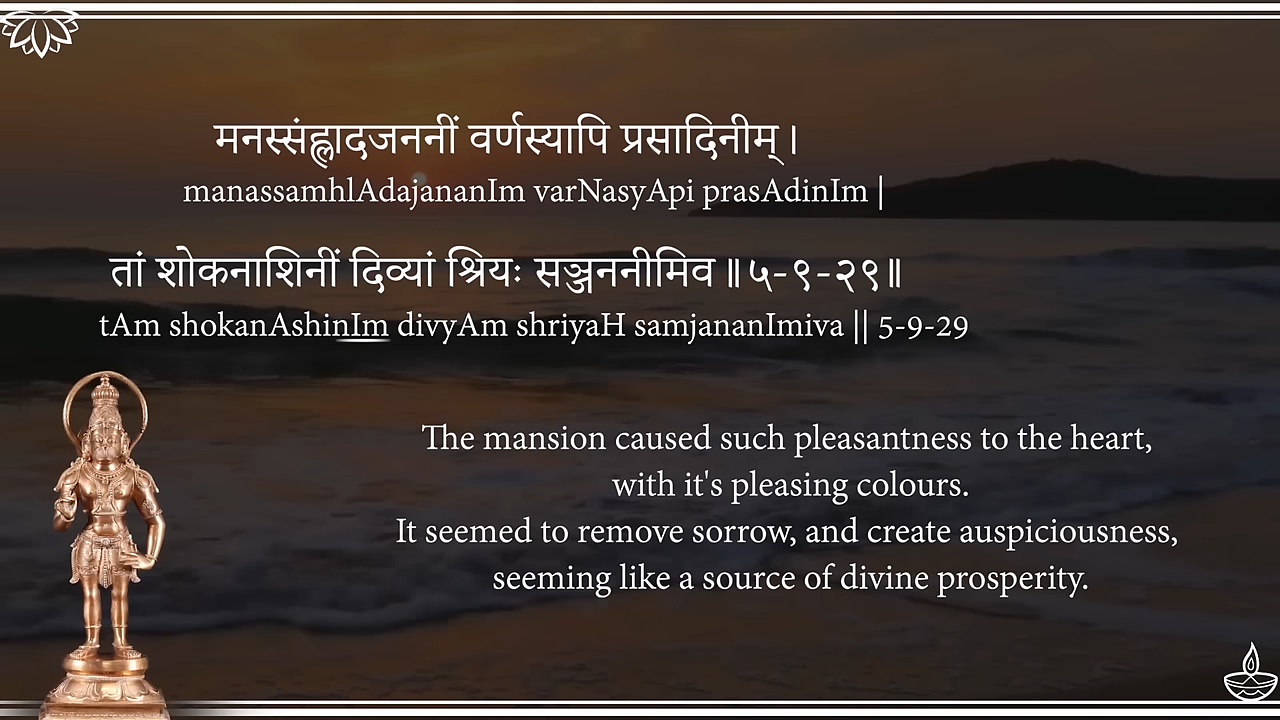 मनस्संह्लादजननीं वर्णस्यापि प्रसादिनीम् ।
manassamhlAdajananIm varNasyApi prasAdinIm |
तां शोकनाशिनीं दिव्यां श्रियः सञ्जननीमिव ॥५-९-२९॥
tAm shokanAshinIm divyAm shriyaH samjananImiva || 5-9-29
The mansion caused such pleasantness to the heart,
with it's pleasing colours.
It seemed to remove sorrow, and create auspiciousness,
seeming like a source of divine prosperity.